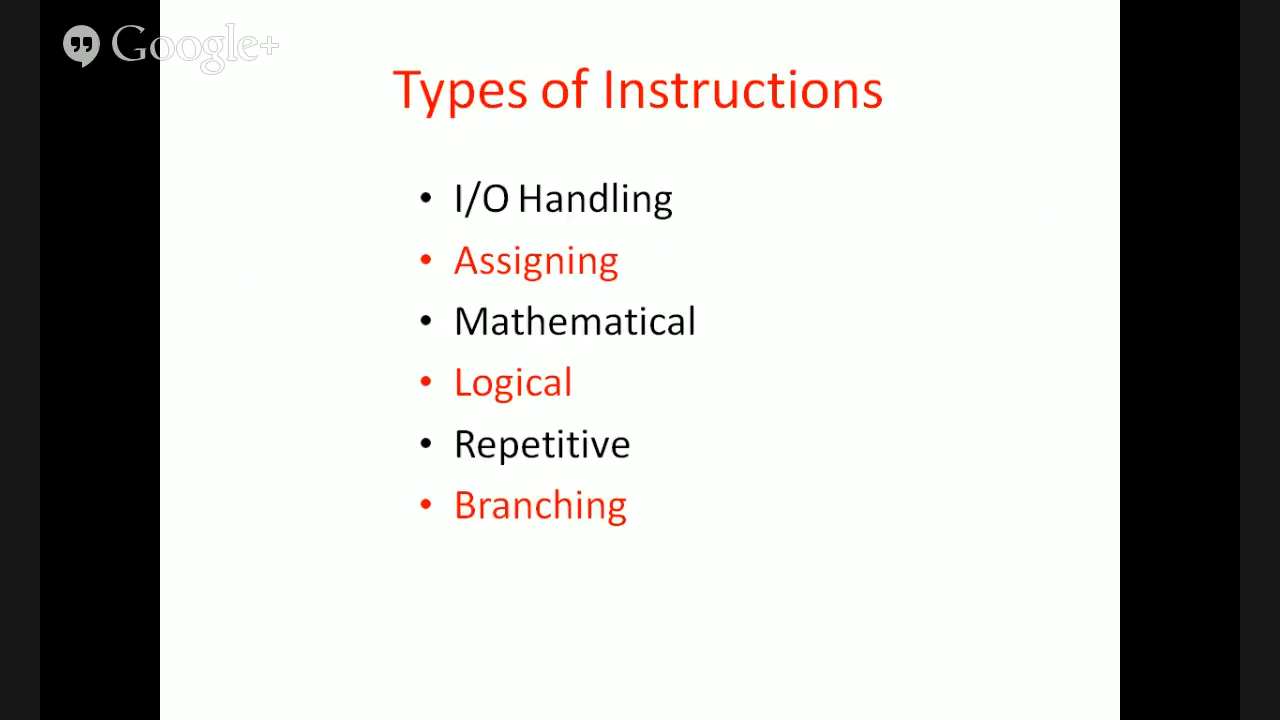 Google+
Types of Instructions
• I/O Handling
• Assigning
• Mathematical
• Logical
• Repetitive
• Branching